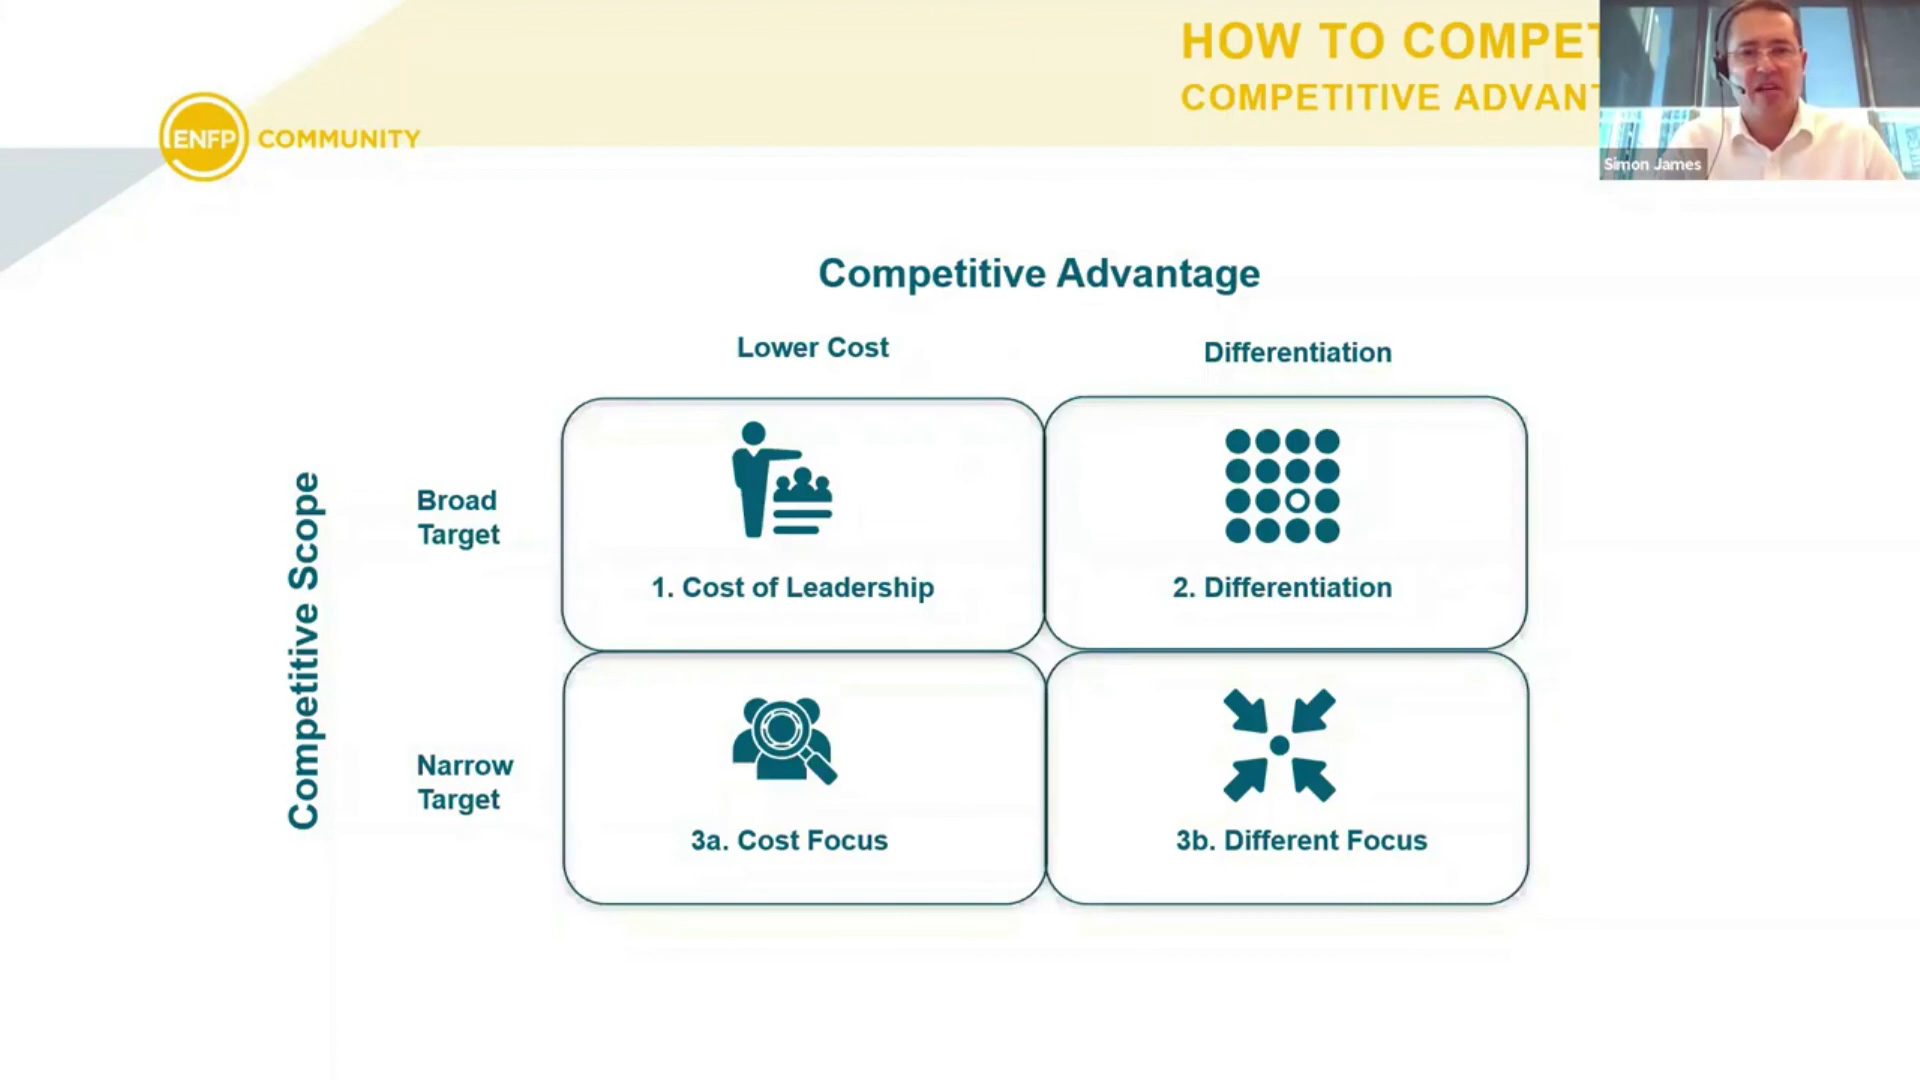 HOW TO COMPET
COMPETITIVE ADVANT
ENFP COMMUNITY
Simon James
Competitive Advantage
Lower Cost
Differentiation
Competitive Scope
Broad
Target
1. Cost of Leadership
2. Differentiation
Narrow
Target
3a. Cost Focus
3b. Different Focus